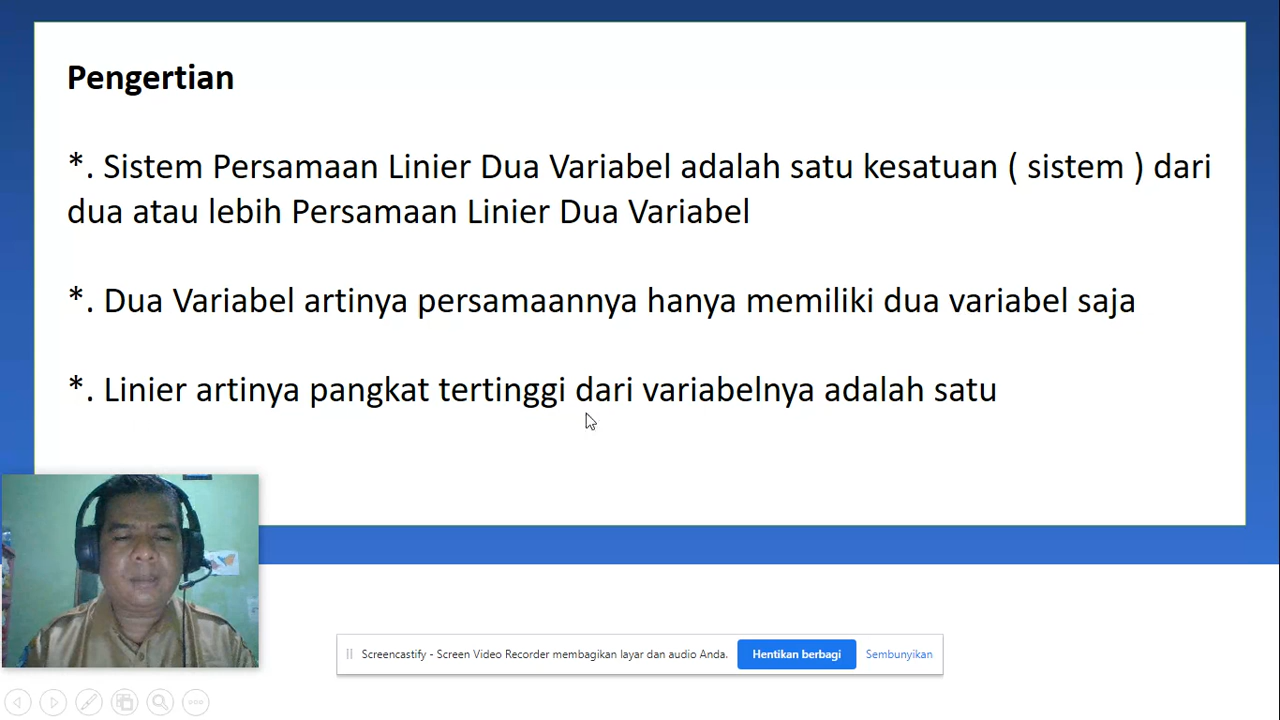 Pengertian
*. Sistem Persamaan Linier Dua Variabel adalah satu kesatuan ( sistem ) dari
dua atau lebih Persamaan Linier Dua Variabel
*. Dua Variabel artinya persamaannya hanya memiliki dua variabel saja
*. Linier artinya pangkat tertinggi dari variabelnya adalah satu
Screencastify - Screen Video Recorder membagikan layar dan audio Anda.
Hentikan berbagi
Sembunyikan